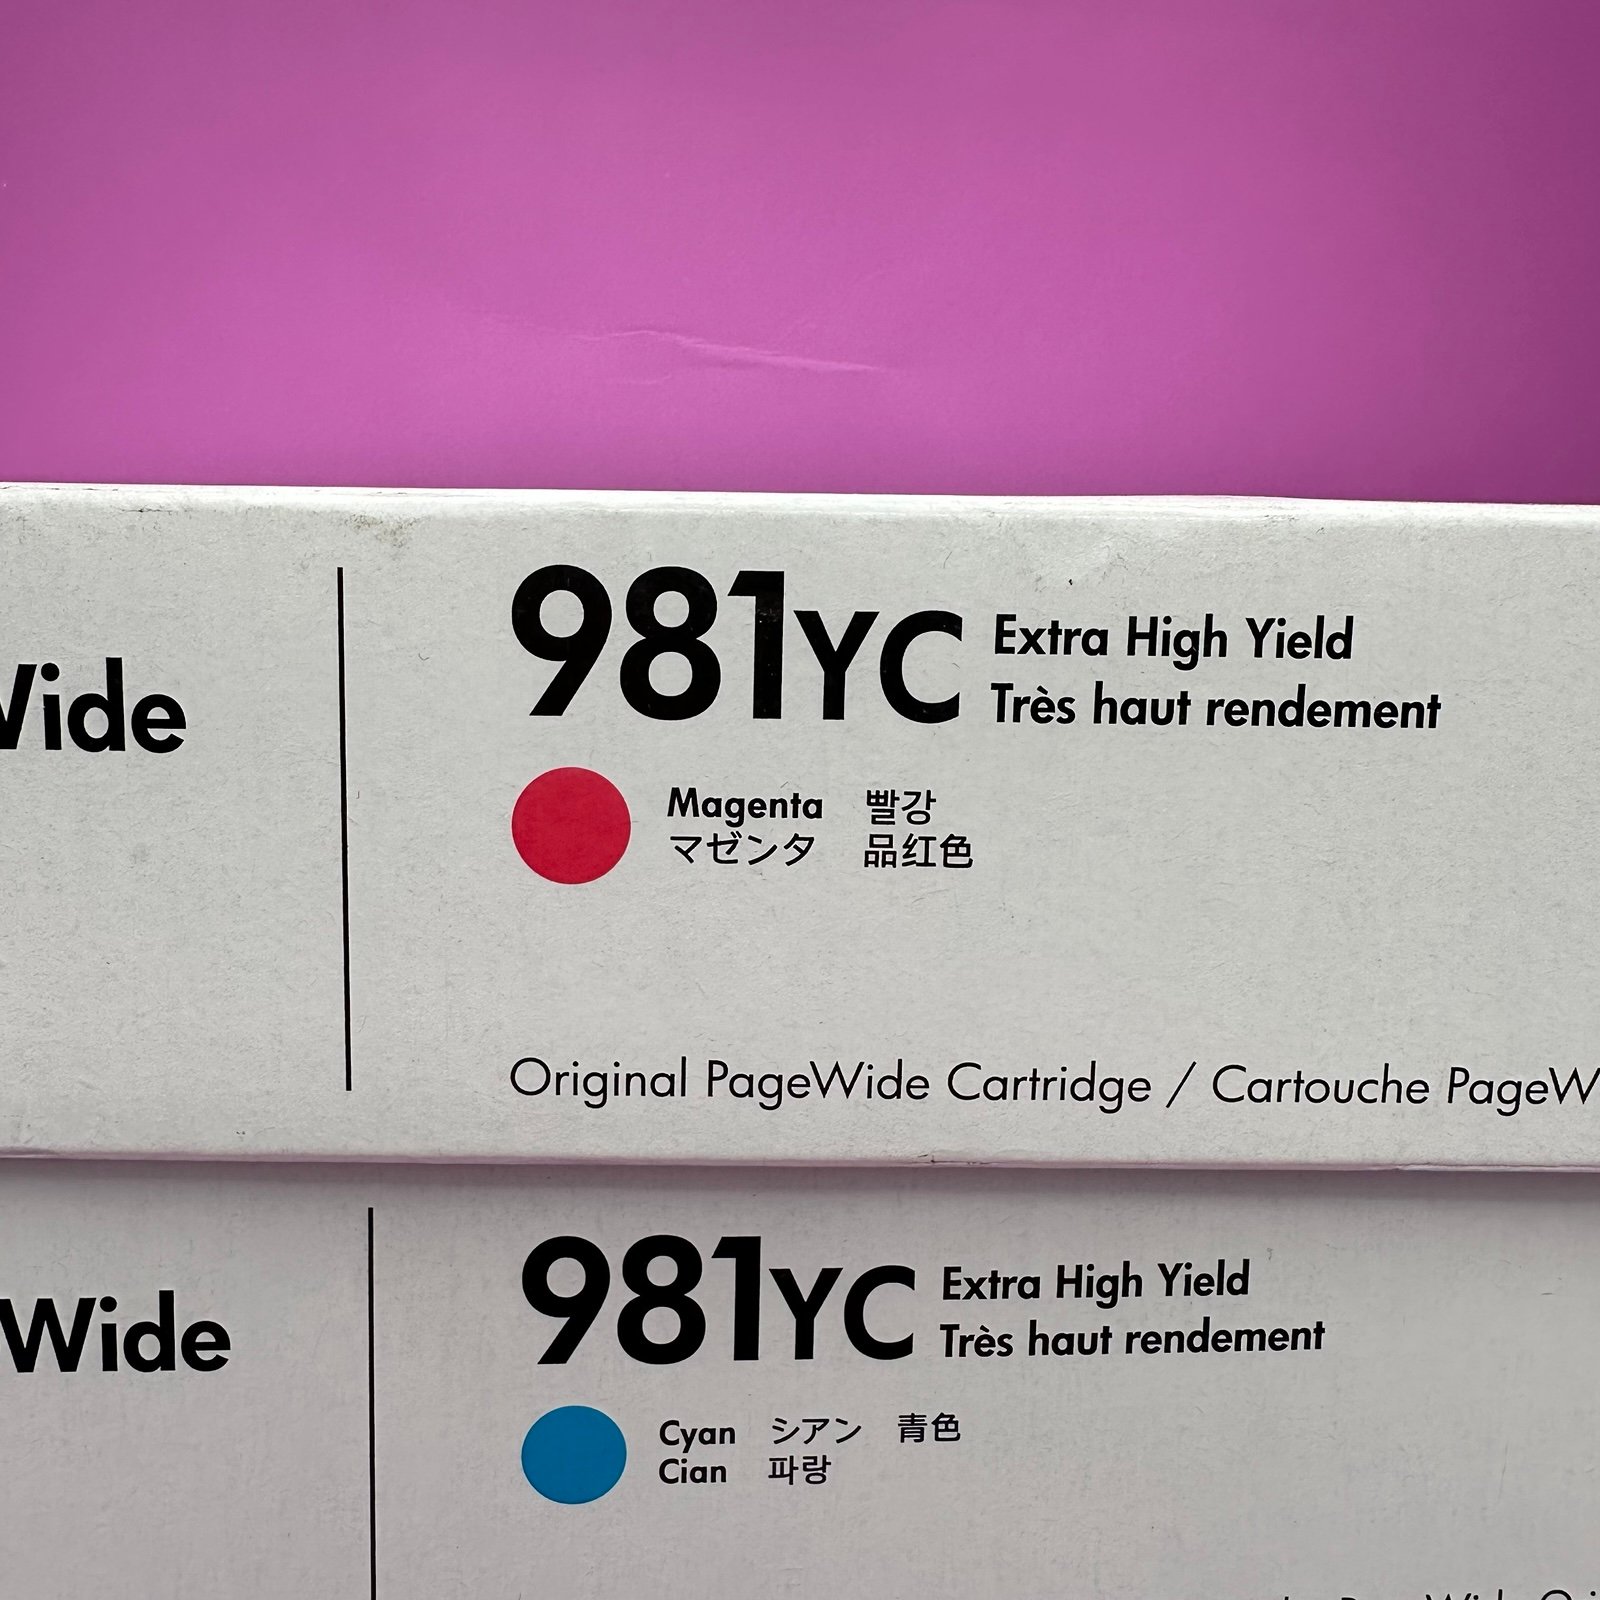 Wide
981YC Extra High Yield
Très haut rendement
Magenta 빨강
マゼンタ 品红色
Original PageWide Cartridge / Cartouche PageW
Wide
981YC Extra High Yield
Très haut rendement
Cyan シアン 青色
Cian 파랑